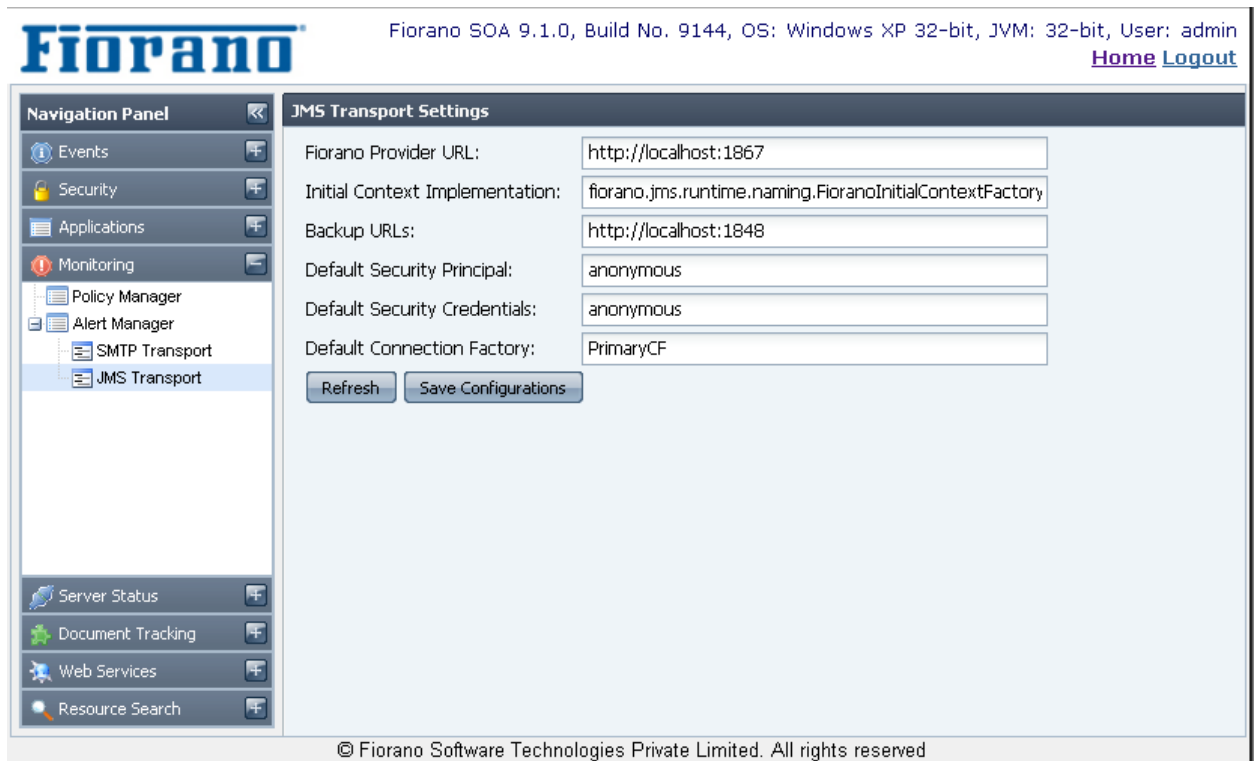 Fiorano
Fiorano SOA 9.1.0, Build No. 9144, OS: Windows XP 32-bit, JVM: 32-bit, User: admin
Home Logout
Navigation Panel
Events
Security
Applications
Monitoring
Policy Manager
Alert Manager
SMTP Transport
JMS Transport
Server Status
Document Tracking
Web Services
Resource Search
JMS Transport Settings
Fiorano Provider URL: http://localhost:1867
Initial Context Implementation: fiorano.jms.runtime.naming.FioranoInitialContextFactory
Backup URLs: http://localhost:1848
Default Security Principal: anonymous
Default Security Credentials: anonymous
Default Connection Factory: PrimaryCF
Refresh Save Configurations
© Fiorano Software Technologies Private Limited. All rights reserved